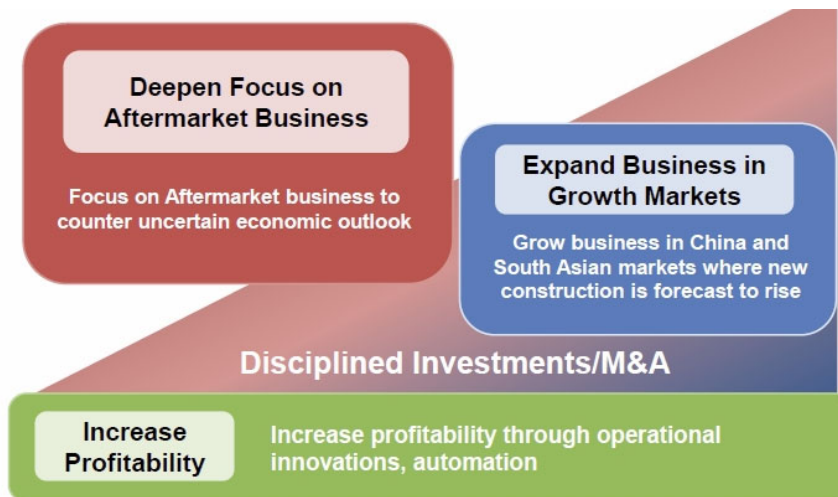 Deepen Focus on
Aftermarket Business
Focus on Aftermarket business to
counter uncertain economic outlook
Expand Business in
Growth Markets
Grow business in China and
South Asian markets where new
construction is forecast to rise
Disciplined Investments/M&A
Increase
Profitability
Increase profitability through operational
innovations, automation